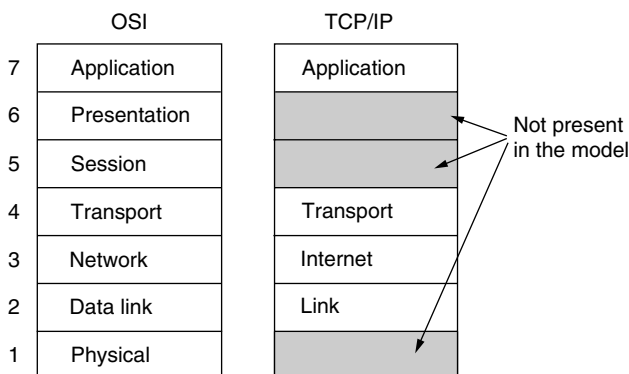 OSI TCP/IP
7 Application Application
6 Presentation
5 Session
Not present
in the model
4 Transport Transport
3 Network Internet
2 Data link Link
1 Physical